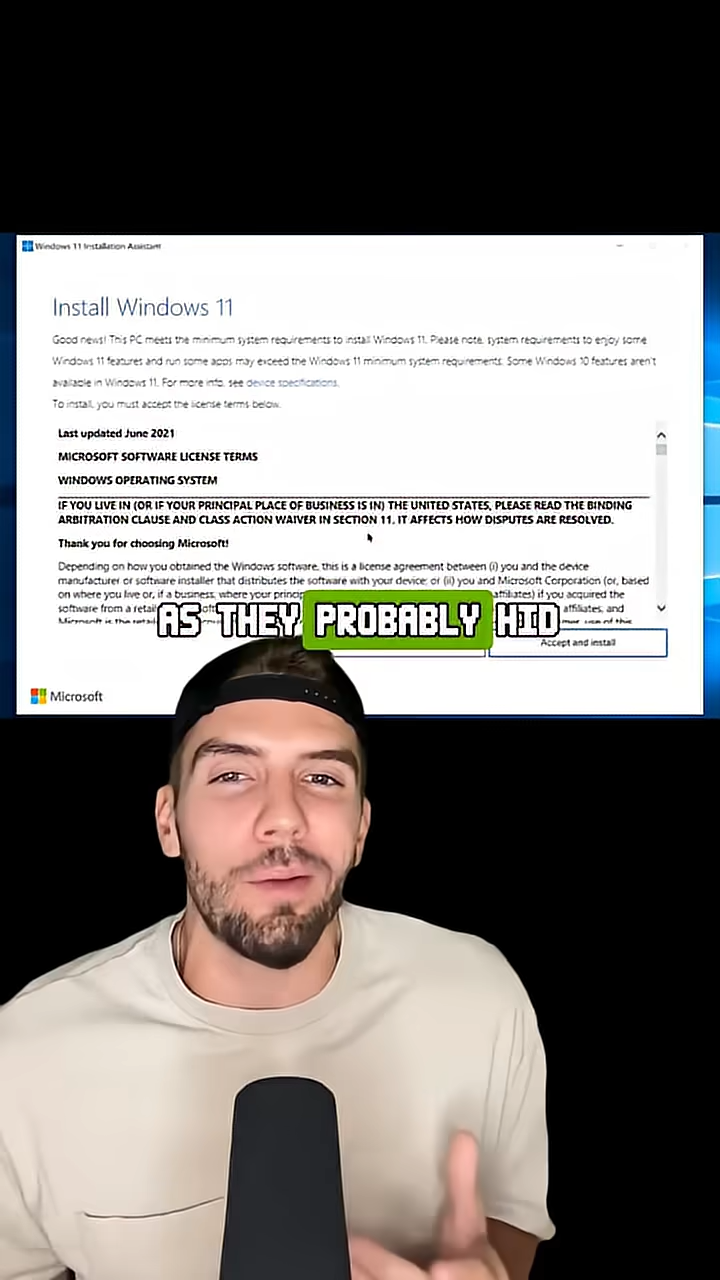 Windows 11 Installation Assistant
Install Windows 11
Good news! This PC meets the minimum system requirements to install Windows 11. Please note, system requirements to enjoy some
Windows 11 features and run some apps may exceed the Windows 11 minimum system requirements. Some Windows 10 features aren't
available in Windows 11. For more info, see device specifications.
To install, you must accept the license terms below.
Last updated June 2021
MICROSOFT SOFTWARE LICENSE TERMS
WINDOWS OPERATING SYSTEM
IF YOU LIVE IN (OR IF YOUR PRINCIPAL PLACE OF BUSINESS IS IN) THE UNITED STATES, PLEASE READ THE BINDING
ARBITRATION CLAUSE AND CLASS ACTION WAIVER IN SECTION 11. IT AFFECTS HOW DISPUTES ARE RESOLVED.
Thank you for choosing Microsoft!
Depending on how you obtained the Windows software, this is a license agreement between (i) you and the device
manufacturer or software installer that distributes the software with your device; or (ii) you and Microsoft Corporation (or, based
on where you live or, if a business, where your princ affiliates) if you acquired the
software from a retail affiliates, and
Microsoft is the retail use of this
AS THEY PROBABLY HID
Accept and install
Microsoft